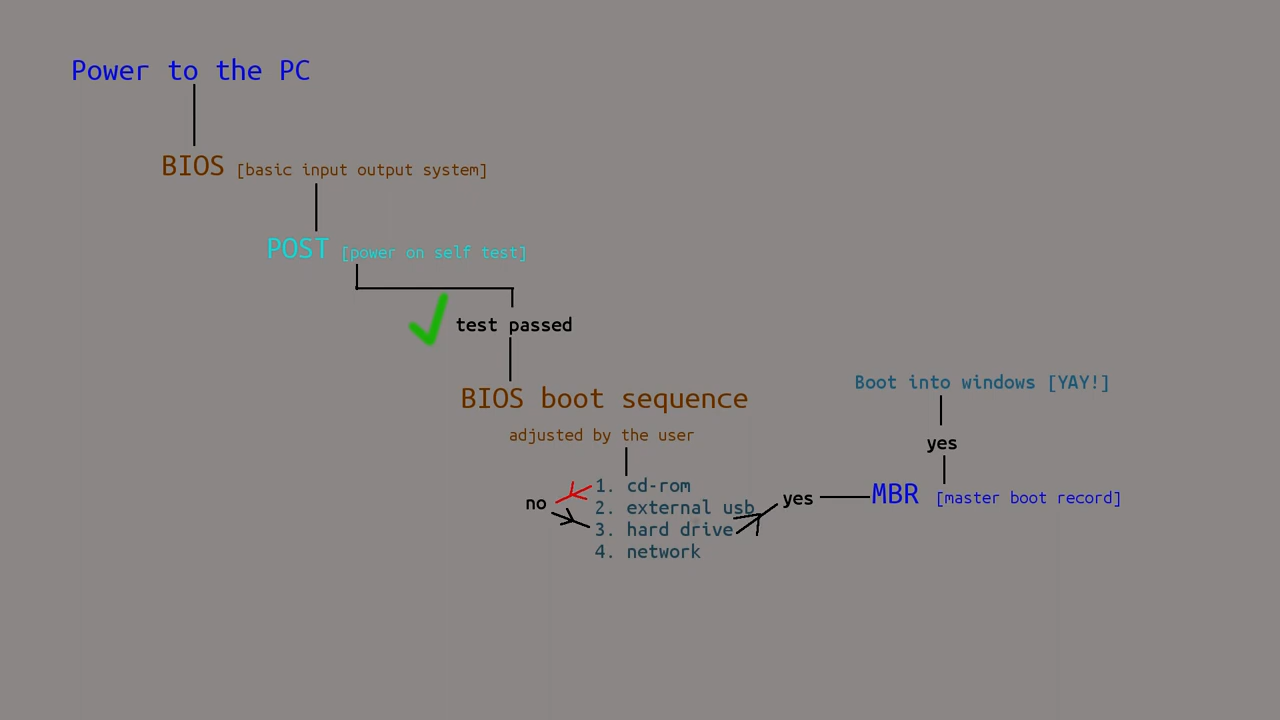 Power to the PC
BIOS [basic input output system]
POST [power on self test]
test passed
BIOS boot sequence
adjusted by the user
1. cd-rom
2. external usb
3. hard drive
4. network
no
yes
MBR [master boot record]
yes
Boot into windows [YAY!]